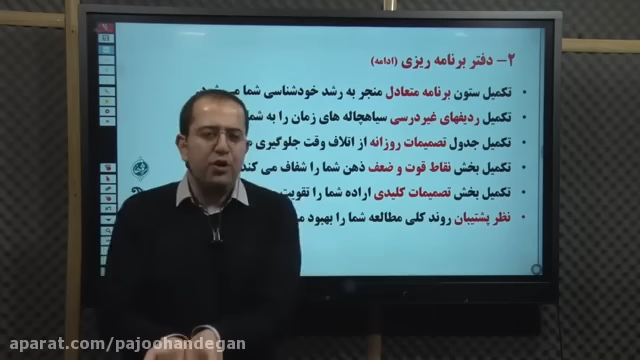 ۲- دفتر برنامه ریزی (ادامه)
تکمیل ستون برنامه متعادل منجر به رشد خودشناسی شما
تکمیل ردیفهای غیردرسی سیاهچاله های زمان را به
تکمیل جدول تصمیمات روزانه از اتلاف وقت جلوگیری
تکمیل بخش نقاط قوت و ضعف ذهن شما را شفاف می کند
تکمیل بخش تصمیمات کلیدی اراده شما را تقویت
نظر پشتیبان روند کلی مطالعه شما را بهبود
aparat.com/pajoohandegan